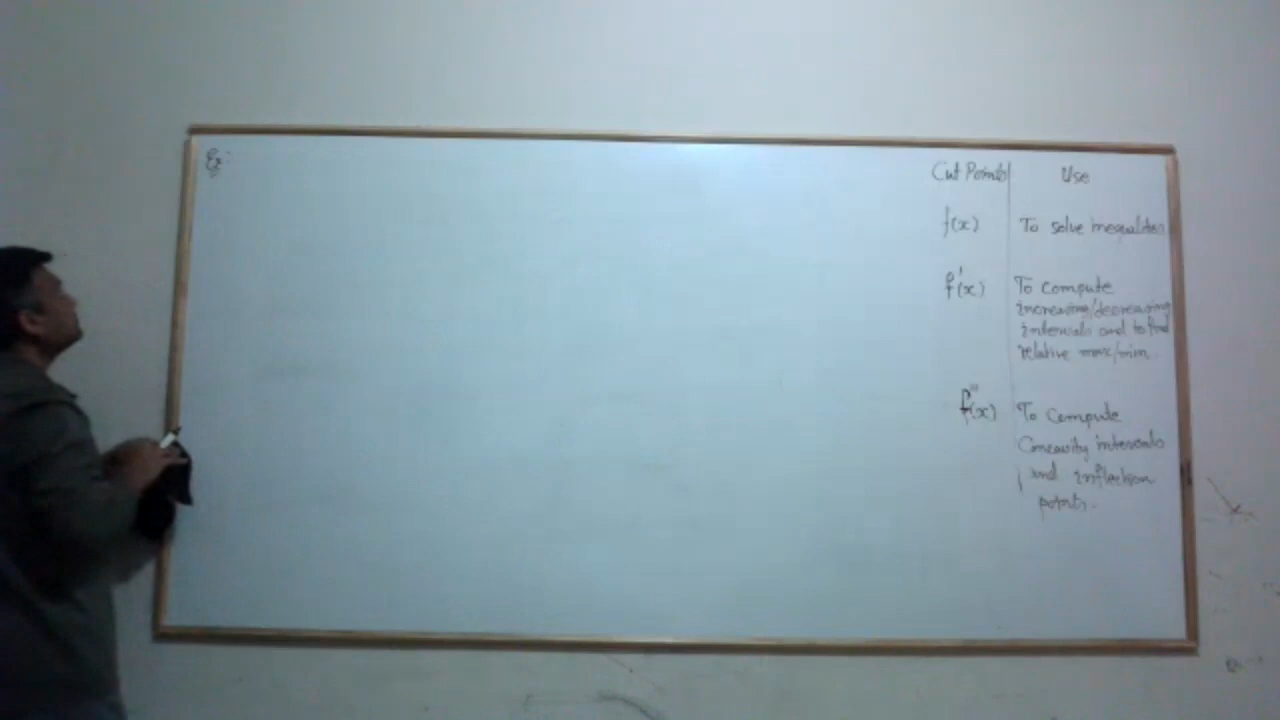 Ex:
Cut Points Use
f(x) To solve inequalities
f'(x) To compute
increasing/decreasing
intervals and to find
relative max/min.
f''(x) To compute
Concavity intervals
and inflection
points.